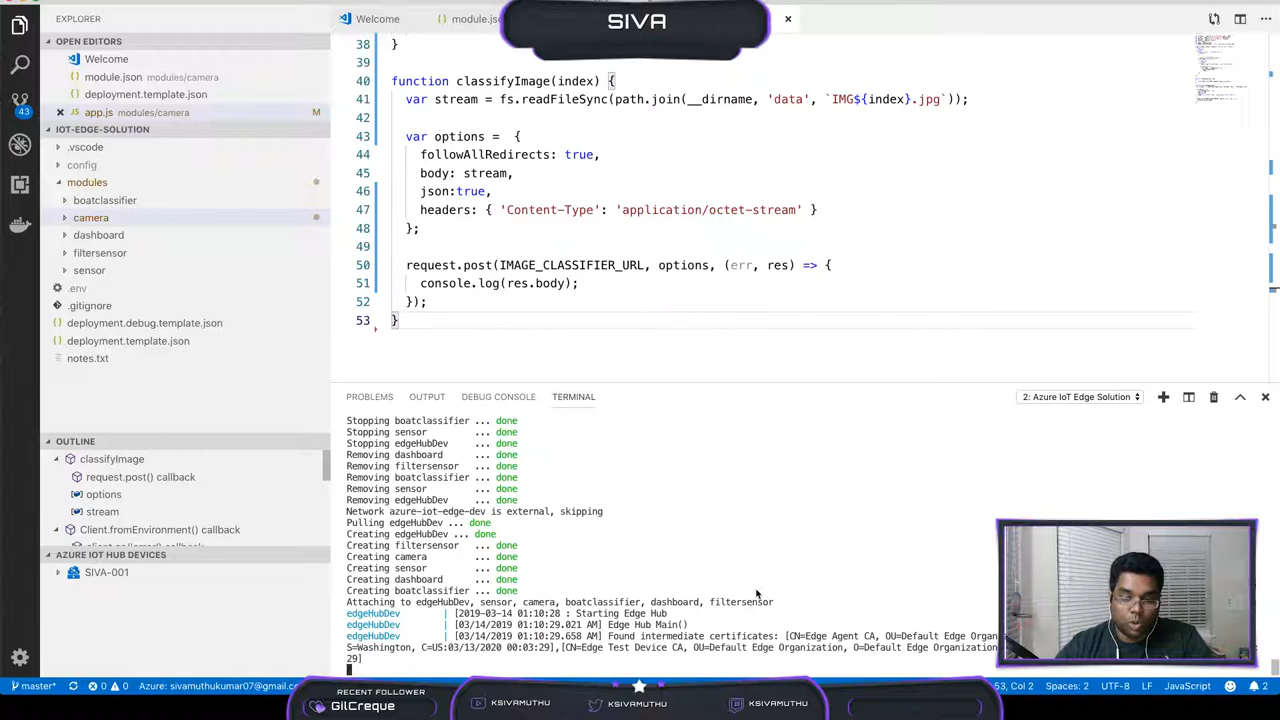 EXPLORER
OPEN EDITORS
Welcome
module.json modules/camera
deployment.template.json
app.js modules/camera M
43
IOT-EDGE-SOLUTION
.vscode
config
modules
boatclassifier
camera
dashboard
filtersensor
sensor
.env
.gitignore
deployment.debug.template.json
deployment.template.json
notes.txt
OUTLINE
classifyImage
request.post() callback
options
stream
Client.fromEnvironment() callback
AZURE IOT HUB DEVICES
SIVA-001
Welcome
SIVA
38 }
39
40 function classifyImage(index) {
41 var stream = fs.readFileSync(path.join(__dirname, 'data', `IMG${index}.jpg`));
42
43 var options = {
44 followAllRedirects: true,
45 body: stream,
46 json:true,
47 headers: { 'Content-Type': 'application/octet-stream' }
48 };
49
50 request.post(IMAGE_CLASSIFIER_URL, options, (err, res) => {
51 console.log(res.body);
52 });
53 }
PROBLEMS OUTPUT DEBUG CONSOLE TERMINAL 2: Azure IoT Edge Solution
Stopping boatclassifier ... done
Stopping sensor ... done
Stopping edgeHubDev ... done
Removing dashboard ... done
Removing filtersensor ... done
Removing boatclassifier ... done
Removing sensor ... done
Removing edgeHubDev ... done
Network azure-iot-edge-dev is external, skipping
Pulling edgeHubDev ... done
Creating edgeHubDev ... done
Creating filtersensor ... done
Creating camera ... done
Creating sensor ... done
Creating dashboard ... done
Creating boatclassifier ... done
Attaching to edgeHubDev, sensor, camera, boatclassifier, dashboard, filtersensor
edgeHubDev | [2019-03-14 01:10:28 : Starting Edge Hub
edgeHubDev | [03/14/2019 01:10:29.021 AM] Edge Hub Main()
edgeHubDev | [03/14/2019 01:10:29.658 AM] Found intermediate certificates: [CN=Edge Agent CA, OU=Default Edge
S=Washington, C=US:03/13/2020 00:03:29],[CN=Edge Test Device CA, OU=Default Edge Organization, O=Default Edge
29]
master* 0 0 Azure: sivamuthukumar07@gmail.
53, Col 2 Spaces: 2 UTF-8 LF JavaScript 2
RECENT FOLLOWER
GilCreque
KSIVAMUTHU KSIVAMUTHU KSIVAMUTHU